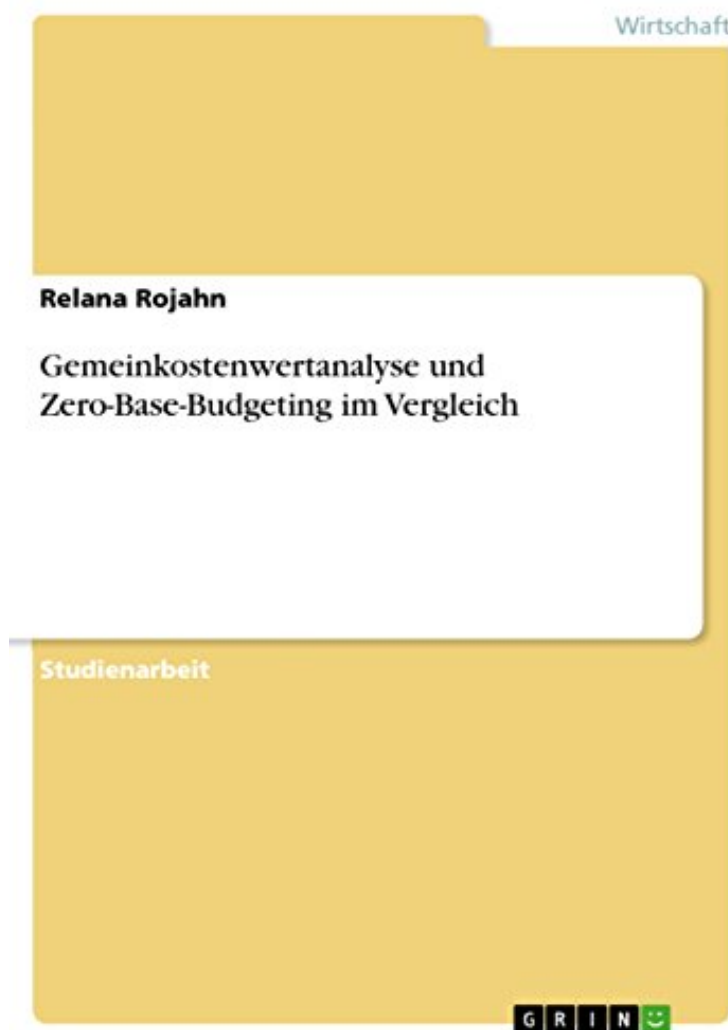 Wirtschaft
Relana Rojahn
Gemeinkostenwertanalyse und
Zero-Base-Budgeting im Vergleich
Studienarbeit
GRIN